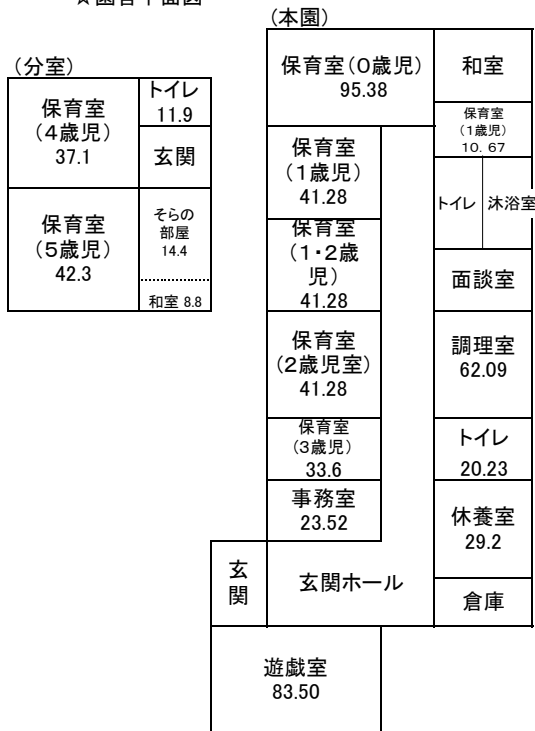 ☆園舎平面図
(本園)
(分室)
保育室
(4歳児)
37.1
トイレ
11.9
玄関
保育室
(5歳児)
42.3
そらの
部屋
14.4
和室 8.8
保育室(0歳児)
95.38
和室
保育室
(1歳児)
10. 67
保育室
(1歳児)
41.28
トイレ
沐浴室
保育室
(1・2歳
児)
41.28
面談室
保育室
(2歳児室)
41.28
調理室
62.09
保育室
(3歳児)
33.6
トイレ
20.23
事務室
23.52
休養室
29.2
玄
関
玄関ホール
倉庫
遊戯室
83.50